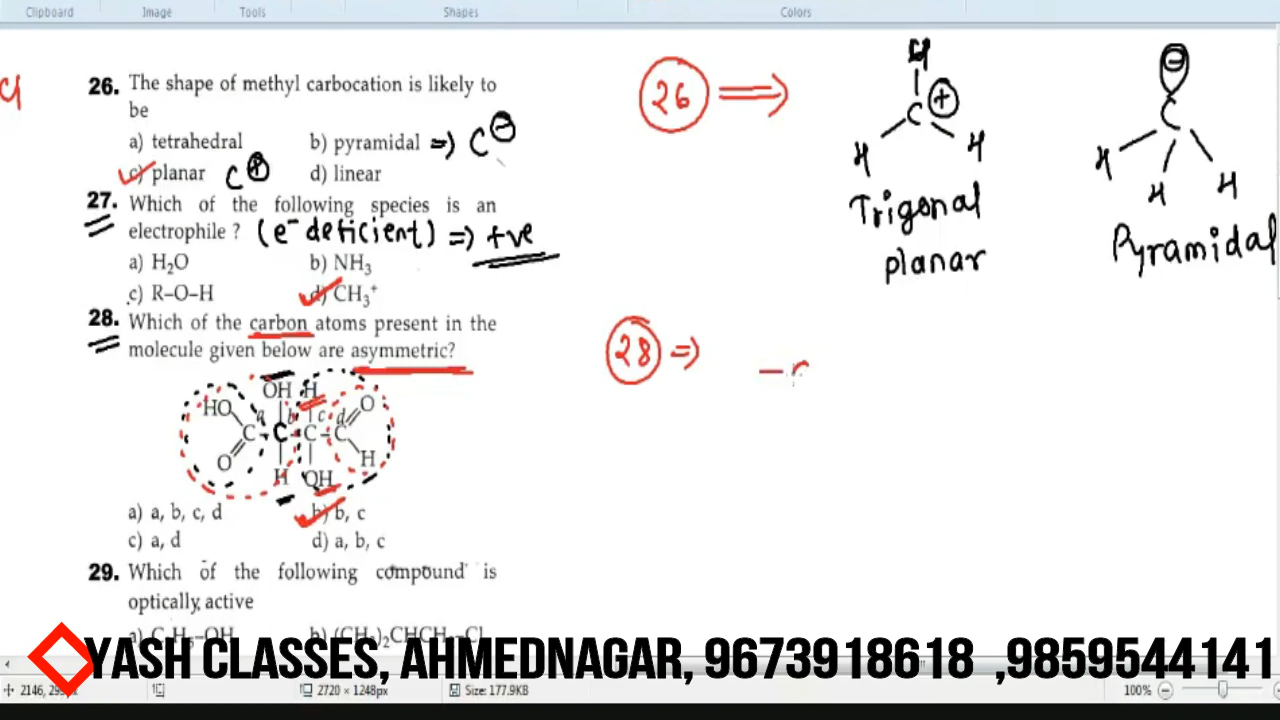 Clipboard Image Tools Shapes Colors
26. The shape of methyl carbocation is likely to
be
a) tetrahedral b) pyramidal ⇒ C⊖
c) planar C⊕ d) linear
27. Which of the following species is an
electrophile ? (e⁻ deficient) ⇒ +ve
a) H₂O b) NH₃
c) R–O–H d) CH₃⁺
28. Which of the carbon atoms present in the
molecule given below are asymmetric?
OH H
HO a b c d O
C – C – C – C
O H OH H
a) a, b, c, d b) b, c
c) a, d d) a, b, c
29. Which of the following compound is
optically active
26 ⇒
H
C ⊕
H H
Trigonal
planar
⊖
C
H H H
Pyramidal
28 ⇒
YASH CLASSES, AHMEDNAGAR, 9673918618 ,9859544141
2720 × 1248px Size: 177.9KB 100%